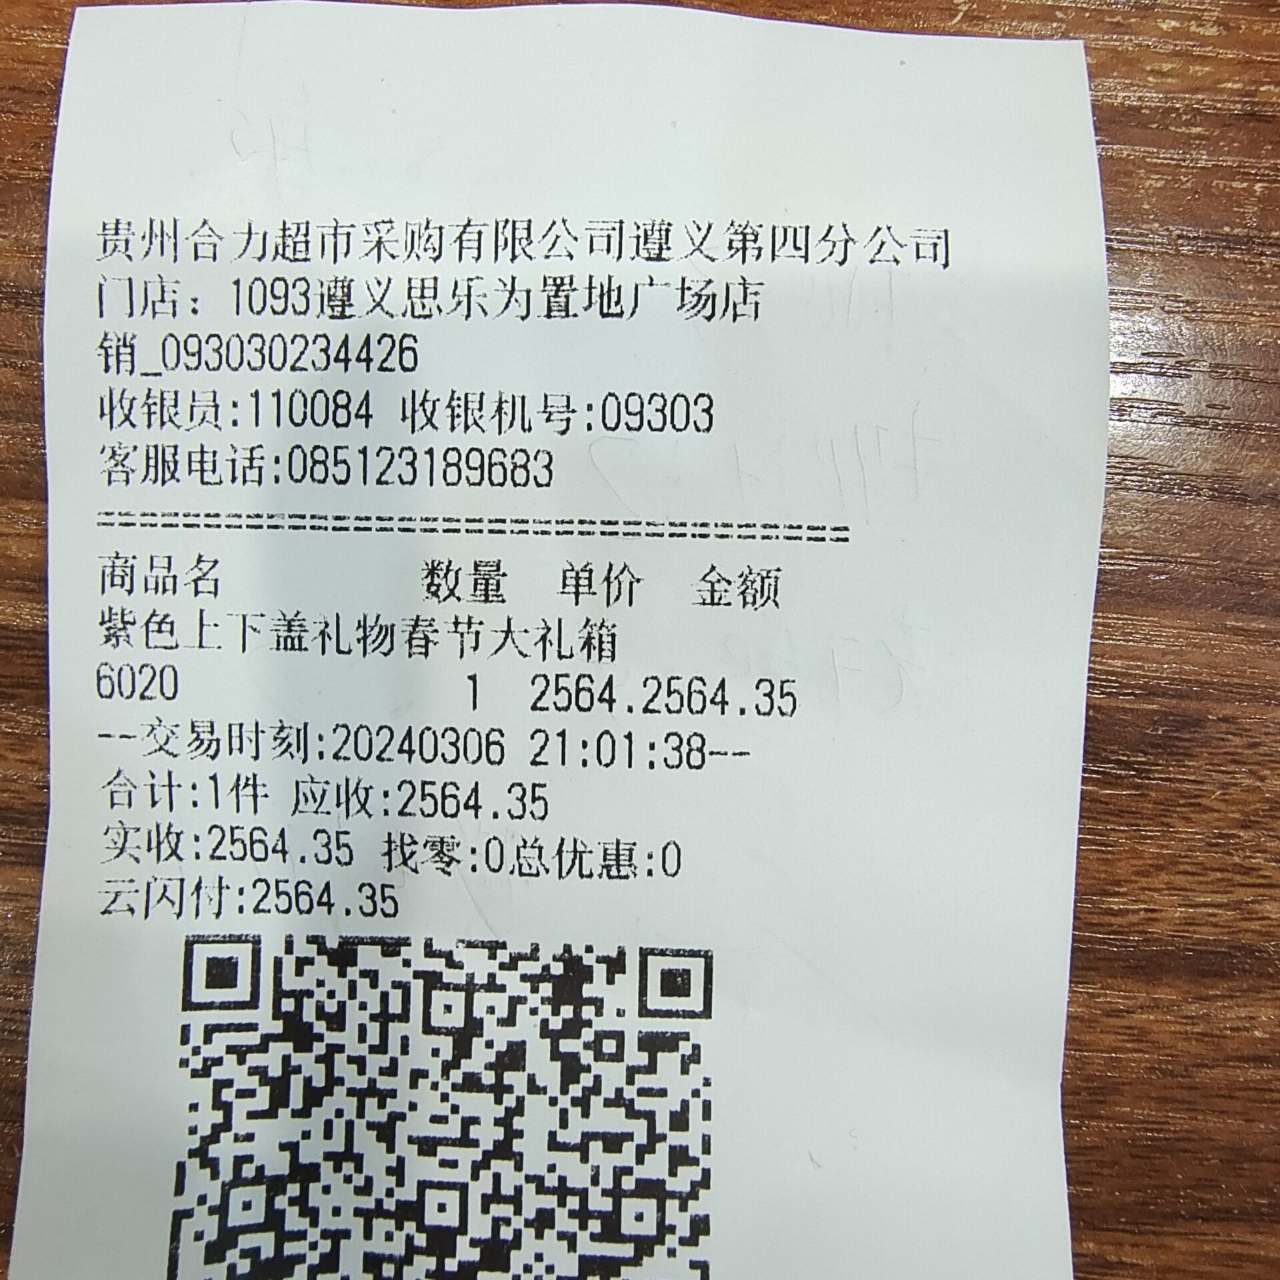 贵州合力超市采购有限公司遵义第四分公司
门店：1093遵义思乐为置地广场店
销_093030234426
收银员:110084 收银机号:09303
客服电话:085123189683
商品名 数量 单价 金额
紫色上下盖礼物春节大礼箱
6020 1 2564.2564.35
--交易时刻:20240306 21:01:38--
合计:1件 应收:2564.35
实收:2564.35 找零:0总优惠:0
云闪付:2564.35